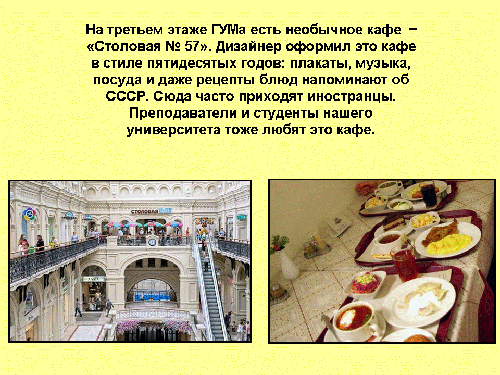 На третьем этаже ГУМа есть необычное кафе –
«Столовая № 57». Дизайнер оформил это кафе
в стиле пятидесятых годов: плакаты, музыка,
посуда и даже рецепты блюд напоминают об
СССР. Сюда часто приходят иностранцы.
Преподаватели и студенты нашего
университета тоже любят это кафе.
СТОЛОВАЯ